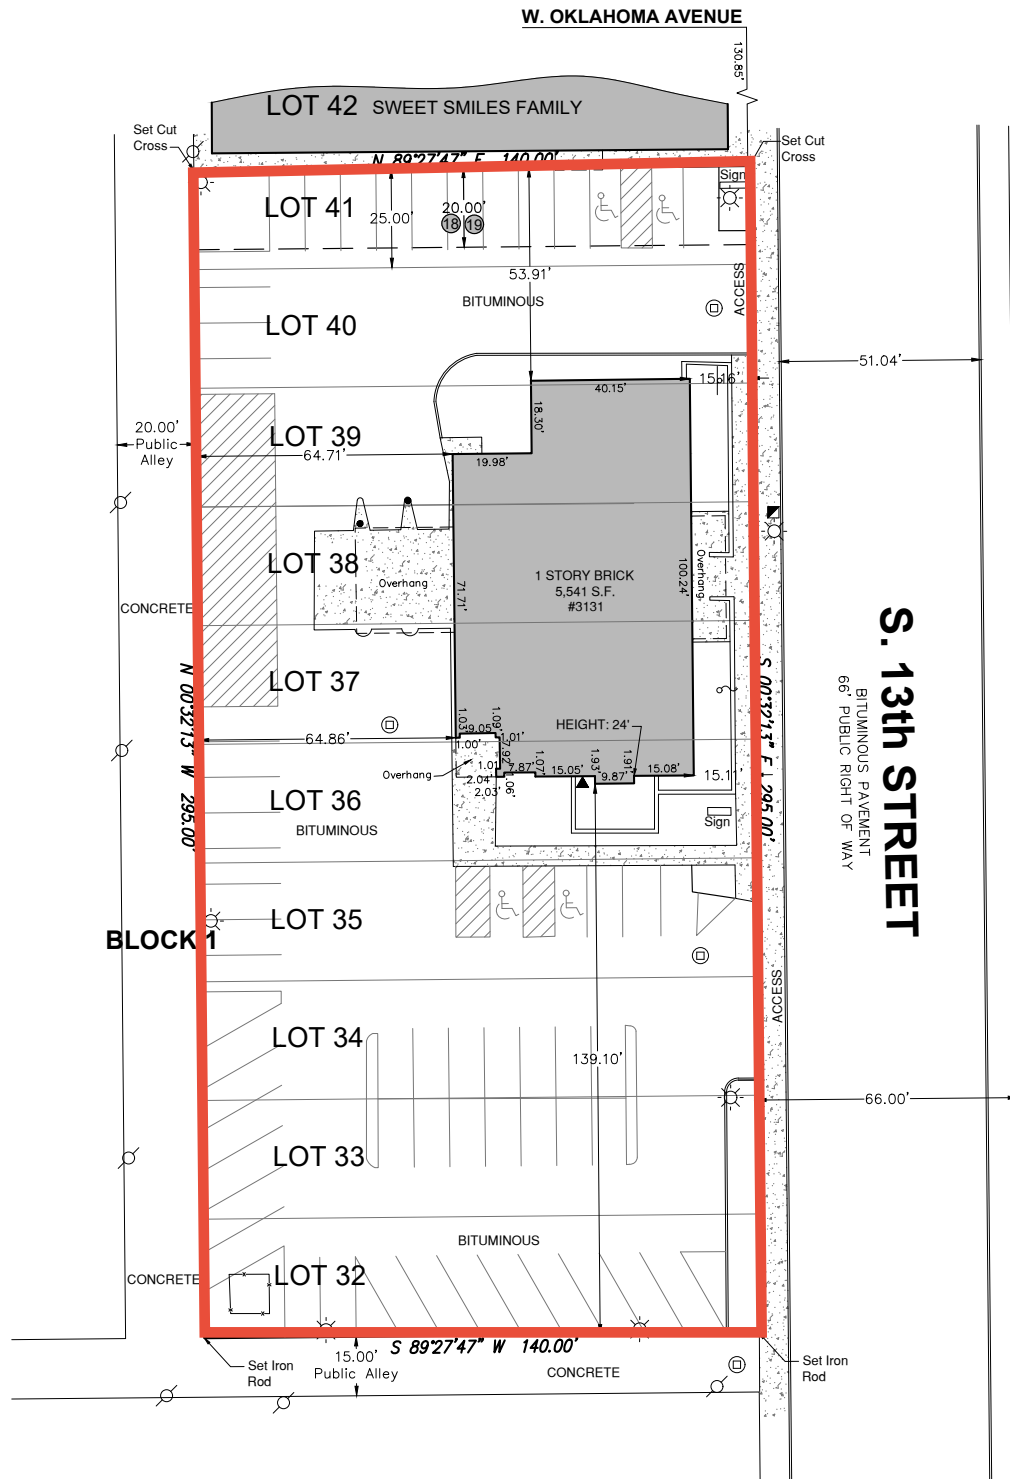 W. OKLAHOMA AVENUE
130.85'
LOT 42 SWEET SMILES FAMILY
Set Cut
Cross
Set Cut
Cross
N 89°27'47" E 140.00'
Sign
LOT 41
25.00'
20.00'
18 19
53.91'
BITUMINOUS
ACCESS
LOT 40
51.04'
40.15'
15.16'
18.30'
20.00'
Public
Alley
LOT 39
64.71'
19.98'
LOT 38
Overhang
Overhang
71.71'
100.24'
1 STORY BRICK
5,541 S.F.
#3131
CONCRETE
S. 13th STREET
BITUMINOUS PAVEMENT
66' PUBLIC RIGHT OF WAY
N 00°32'13" W 295.00'
S 00°32'13" E 295.00'
LOT 37
HEIGHT: 24'
64.86'
1.03'
9.05'
1.09'
1.01'
1.00'
7.92'
1.01'
2.04'
2.03'
1.06'
7.87'
1.07'
15.05'
1.93'
9.87'
1.91'
15.08'
15.11'
Overhang
LOT 36
BITUMINOUS
Sign
LOT 35
BLOCK 1
ACCESS
LOT 34
139.10'
66.00'
LOT 33
BITUMINOUS
LOT 32
CONCRETE
S 89°27'47" W 140.00'
15.00'
Public Alley
Set Iron
Rod
CONCRETE
Set Iron
Rod